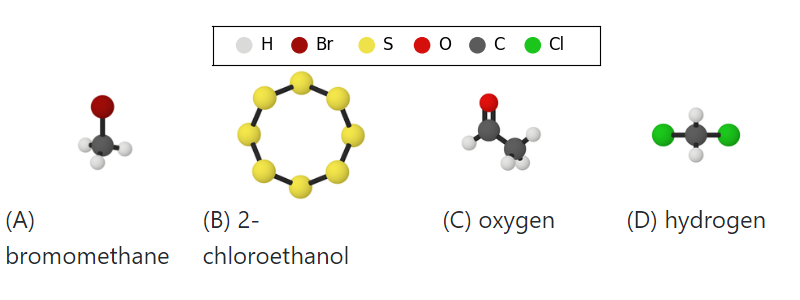 H Br S O C Cl
(A) bromomethane
(B) 2-chloroethanol
(C) oxygen
(D) hydrogen